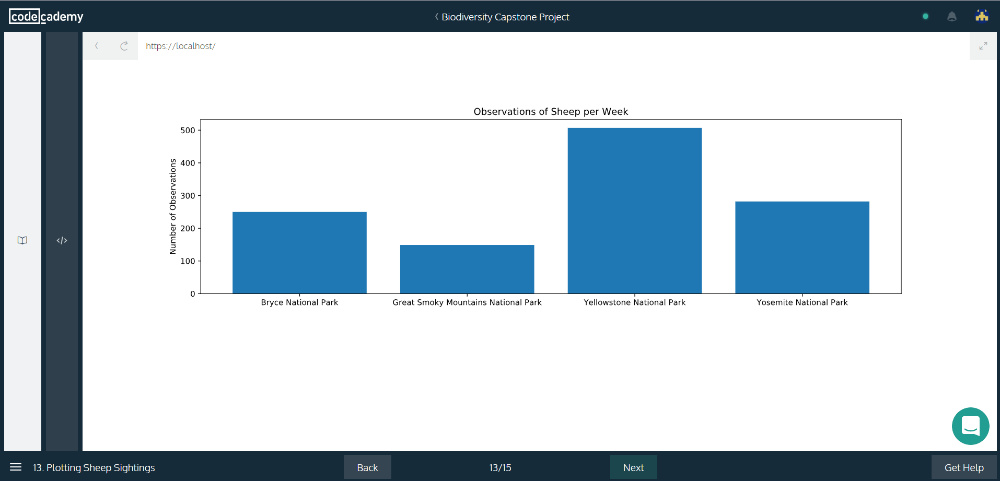 codecademy
Biodiversity Capstone Project
https://localhost/
Observations of Sheep per Week
Number of Observations
500
400
300
200
100
0
Bryce National Park
Great Smoky Mountains National Park
Yellowstone National Park
Yosemite National Park
</>
13. Plotting Sheep Sightings
Back
13/15
Next
Get Help